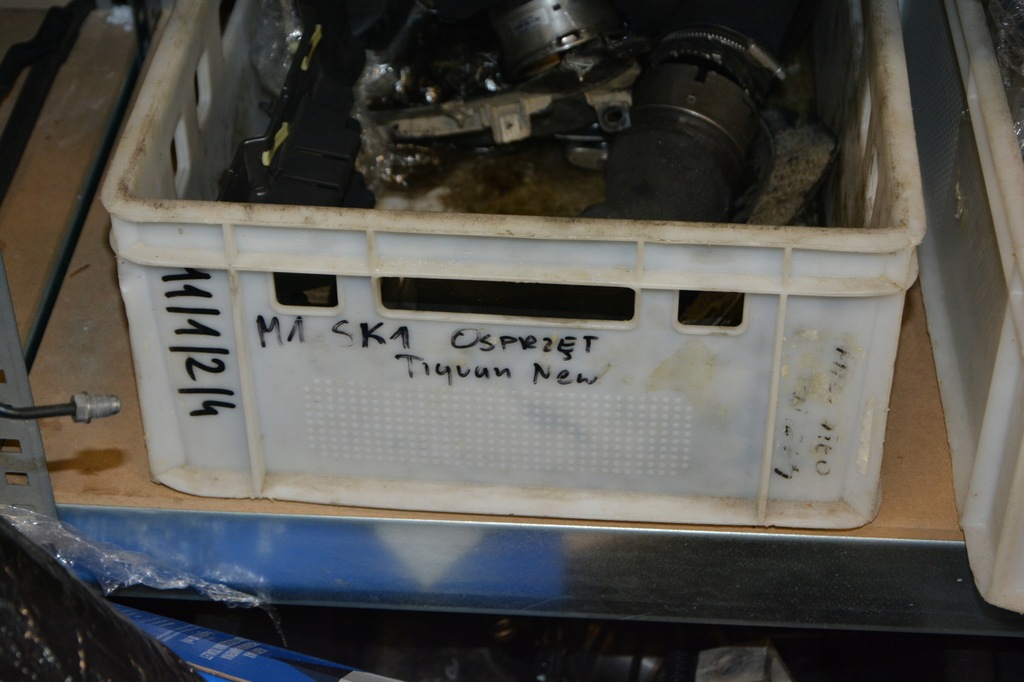 11/1/2/4
M1 SK1 OSPRZĘT
Tiguan New